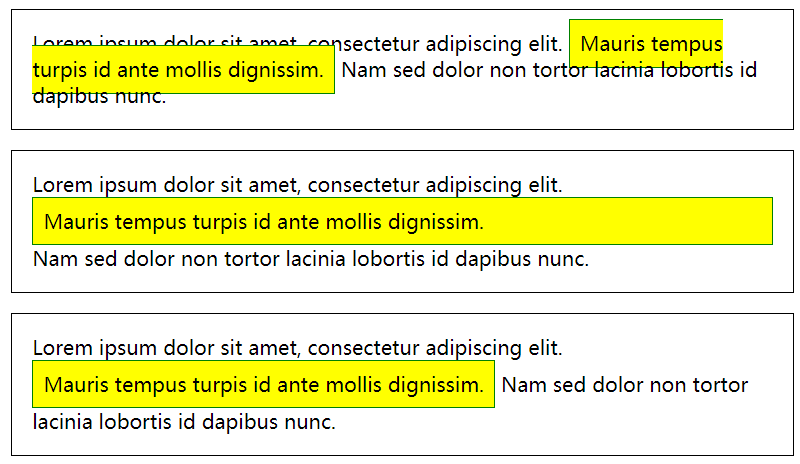 Lorem ipsum dolor sit amet, consectetur adipiscing elit. Mauris tempus
turpis id ante mollis dignissim. Nam sed dolor non tortor lacinia lobortis id
dapibus nunc.
Lorem ipsum dolor sit amet, consectetur adipiscing elit.
Mauris tempus turpis id ante mollis dignissim.
Nam sed dolor non tortor lacinia lobortis id dapibus nunc.
Lorem ipsum dolor sit amet, consectetur adipiscing elit.
Mauris tempus turpis id ante mollis dignissim. Nam sed dolor non tortor
lacinia lobortis id dapibus nunc.